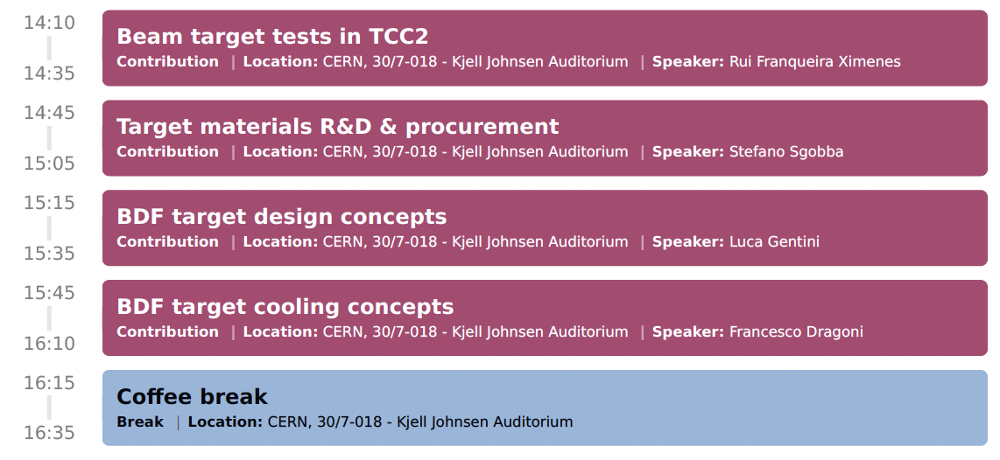 14:10
Beam target tests in TCC2
Contribution | Location: CERN, 30/7-018 - Kjell Johnsen Auditorium | Speaker: Rui Franqueira Ximenes
14:35
14:45
Target materials R&D & procurement
Contribution | Location: CERN, 30/7-018 - Kjell Johnsen Auditorium | Speaker: Stefano Sgobba
15:05
15:15
BDF target design concepts
Contribution | Location: CERN, 30/7-018 - Kjell Johnsen Auditorium | Speaker: Luca Gentini
15:35
15:45
BDF target cooling concepts
Contribution | Location: CERN, 30/7-018 - Kjell Johnsen Auditorium | Speaker: Francesco Dragoni
16:10
16:15
Coffee break
Break | Location: CERN, 30/7-018 - Kjell Johnsen Auditorium
16:35